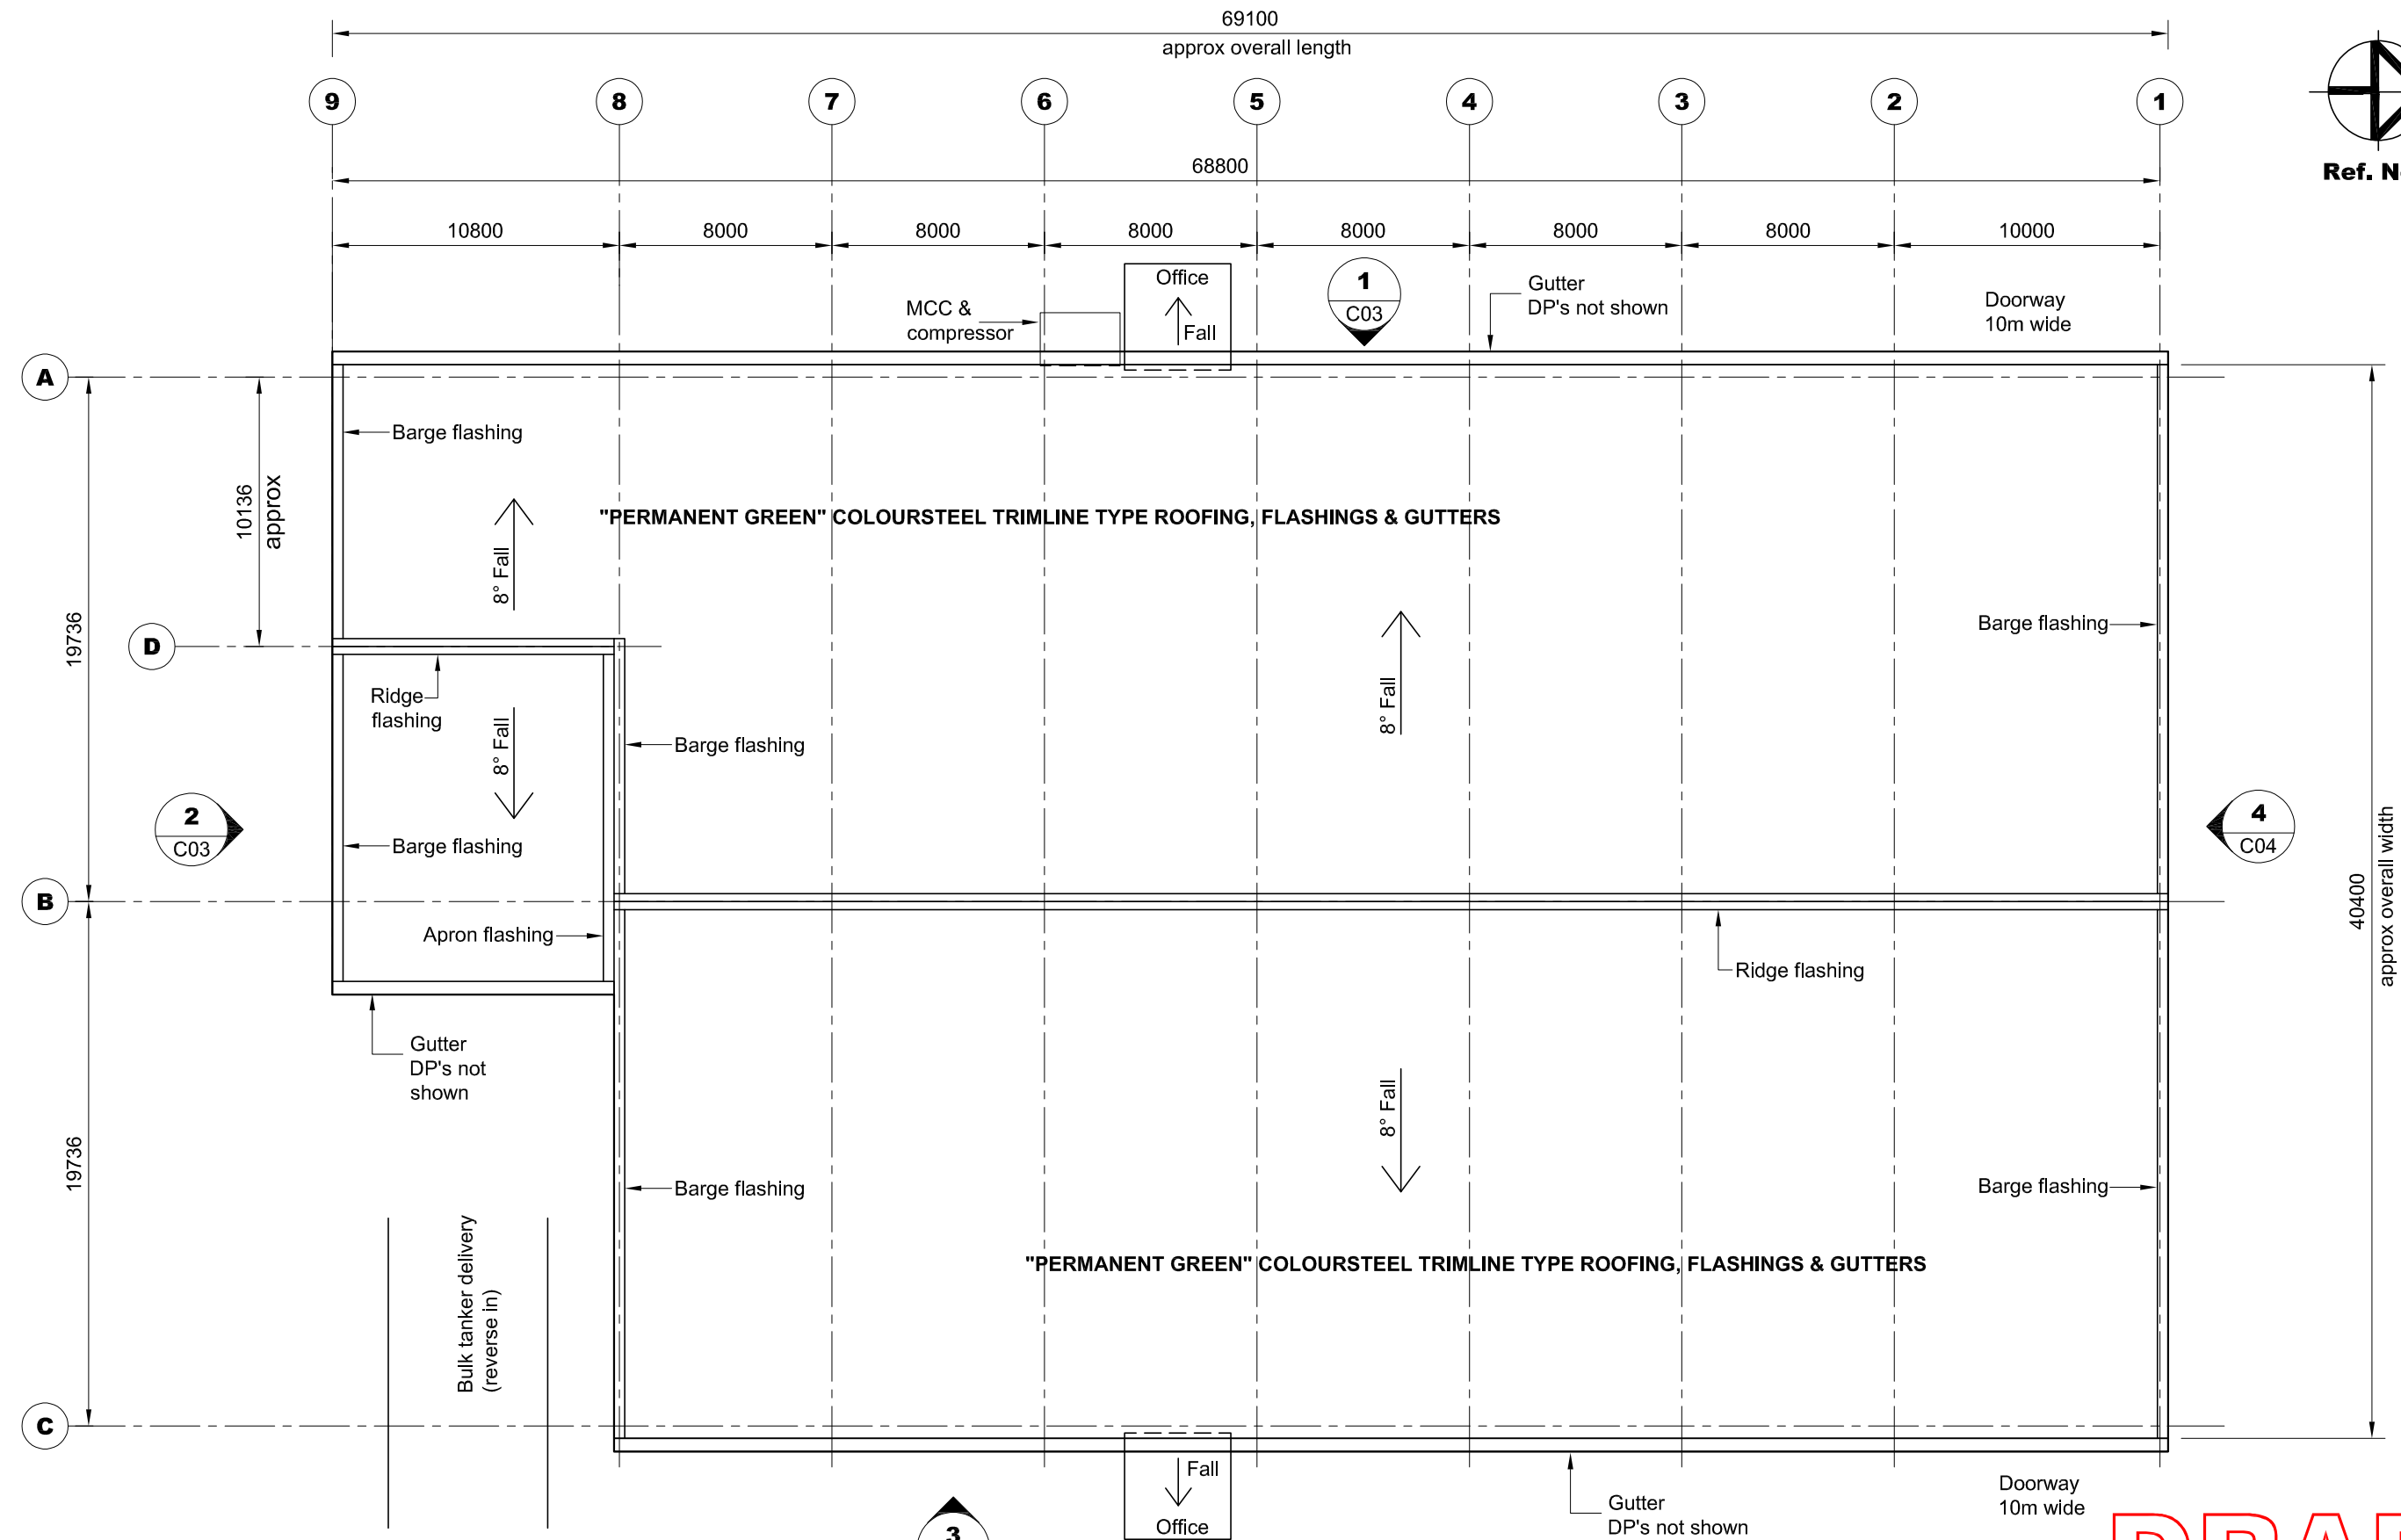 69100
approx overall length
9
8
7
6
5
4
3
2
1
68800
10800
8000
8000
8000
8000
8000
8000
10000
Office
Fall
MCC &
compressor
1
C03
Gutter
DP's not shown
Doorway
10m wide
A
Barge flashing
10136
approx
"PERMANENT GREEN" COLOURSTEEL TRIMLINE TYPE ROOFING, FLASHINGS & GUTTERS
8° Fall
19736
D
Barge flashing
Ridge
flashing
8° Fall
8° Fall
Barge flashing
2
C03
Barge flashing
4
C04
40400
approx overall width
B
Apron flashing
Ridge flashing
Gutter
DP's not
shown
19736
8° Fall
Barge flashing
Barge flashing
Bulk tanker delivery
(reverse in)
"PERMANENT GREEN" COLOURSTEEL TRIMLINE TYPE ROOFING, FLASHINGS & GUTTERS
C
Fall
Office
3
Gutter
DP's not shown
Doorway
10m wide
Ref.